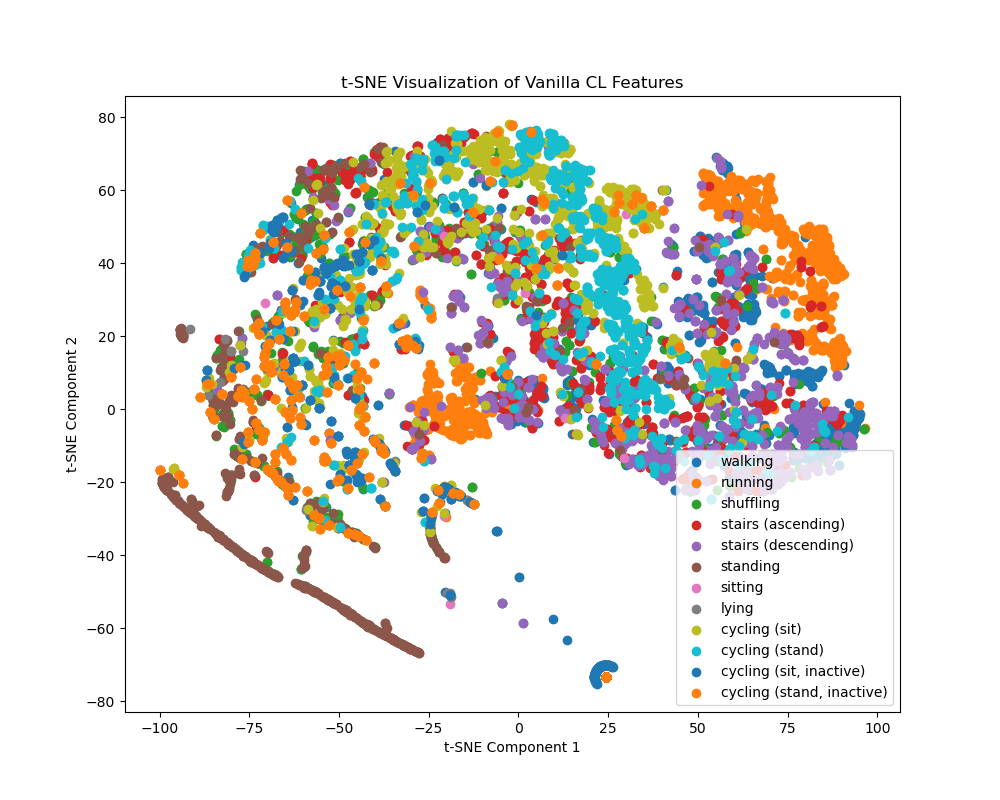 t-SNE Visualization of Vanilla CL Features
t-SNE Component 2
80
60
40
20
0
−20
−40
−60
−80
walking
running
shuffling
stairs (ascending)
stairs (descending)
standing
sitting
lying
cycling (sit)
cycling (stand)
cycling (sit, inactive)
cycling (stand, inactive)
−100
−75
−50
−25
0
25
50
75
100
t-SNE Component 1